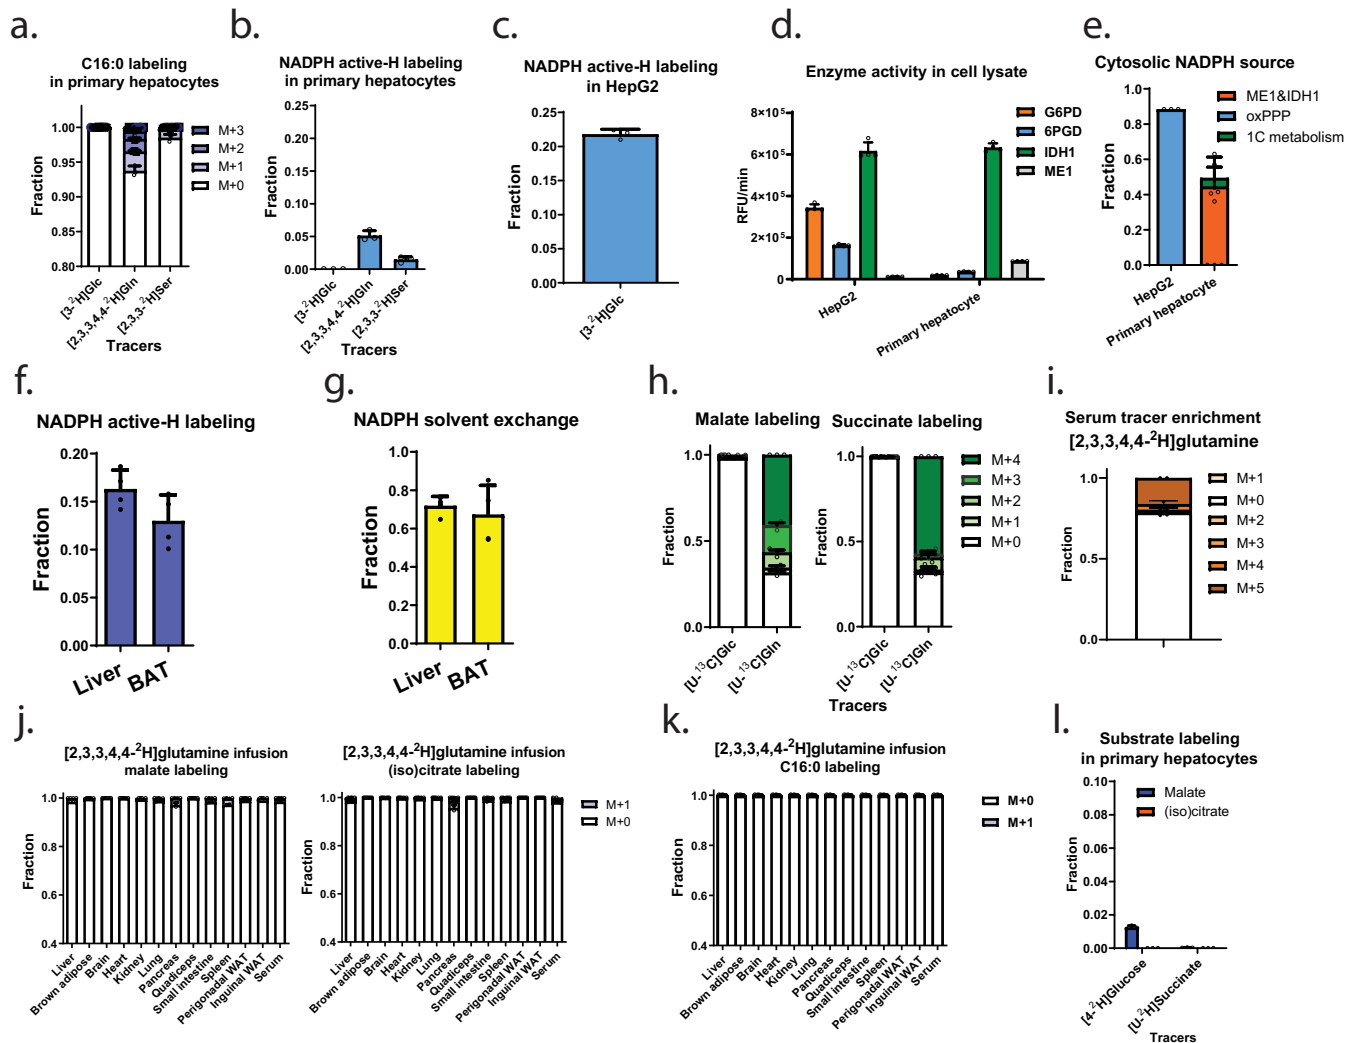 a.
C16:0 labeling
in primary hepatocytes
Fraction
1.00
0.95
0.90
0.85
0.80
M+3
M+2
M+1
M+0
[3-²H]Glc
[2,3,3,4,4-²H]Gln
[2,3,3-²H]Ser
Tracers
b.
NADPH active-H labeling
in primary hepatocytes
Fraction
0.25
0.20
0.15
0.10
0.05
0.00
[3-²H]Glc
[2,3,3,4,4-²H]Gln
[2,3,3-²H]Ser
Tracers
c.
NADPH active-H labeling
in HepG2
Fraction
0.25
0.20
0.15
0.10
0.05
0.00
[3-²H]Glc
d.
Enzyme activity in cell lysate
RFU/min
8×10⁵
6×10⁵
4×10⁵
2×10⁵
0
G6PD
6PGD
IDH1
ME1
HepG2
Primary hepatocyte
e.
Cytosolic NADPH source
Fraction
1.0
0.8
0.6
0.4
0.2
0.0
ME1&IDH1
oxPPP
1C metabolism
HepG2
Primary hepatocyte
f.
NADPH active-H labeling
Fraction
0.20
0.15
0.10
0.05
0.00
Liver
BAT
g.
NADPH solvent exchange
Fraction
1.0
0.8
0.6
0.4
0.2
0.0
Liver
BAT
h.
Malate labeling
Fraction
1.0
0.5
0.0
[U-¹³C]Glc
[U-¹³C]Gln
Succinate labeling
Fraction
1.0
0.5
0.0
M+4
M+3
M+2
M+1
M+0
[U-¹³C]Glc
[U-¹³C]Gln
Tracers
i.
Serum tracer enrichment
[2,3,3,4,4-²H]glutamine
Fraction
1.0
0.5
0.0
M+1
M+0
M+2
M+3
M+4
M+5
j.
[2,3,3,4,4-²H]glutamine infusion
malate labeling
Fraction
1.0
0.8
0.6
0.4
Liver
Brown adipose
Brain
Heart
Kidney
Lung
Pancreas
Quadiceps
Small intestine
Spleen
Perigonadal WAT
Inguinal WAT
Serum
[2,3,3,4,4-²H]glutamine infusion
(iso)citrate labeling
Fraction
1.0
0.8
0.6
0.4
M+1
M+0
Liver
Brown adipose
Brain
Heart
Kidney
Lung
Pancreas
Quadiceps
Small intestine
Spleen
Perigonadal WAT
Inguinal WAT
Serum
k.
[2,3,3,4,4-²H]glutamine infusion
C16:0 labeling
Fraction
1.0
0.8
0.6
0.4
M+0
M+1
Liver
Brown adipose
Brain
Heart
Kidney
Lung
Pancreas
Quadiceps
Small intestine
Spleen
Perigonadal WAT
Inguinal WAT
Serum
l.
Substrate labeling
in primary hepatocytes
Fraction
0.10
0.08
0.06
0.04
0.02
0.00
Malate
(iso)citrate
[4-²H]Glucose
[U-²H]Succinate
Tracers